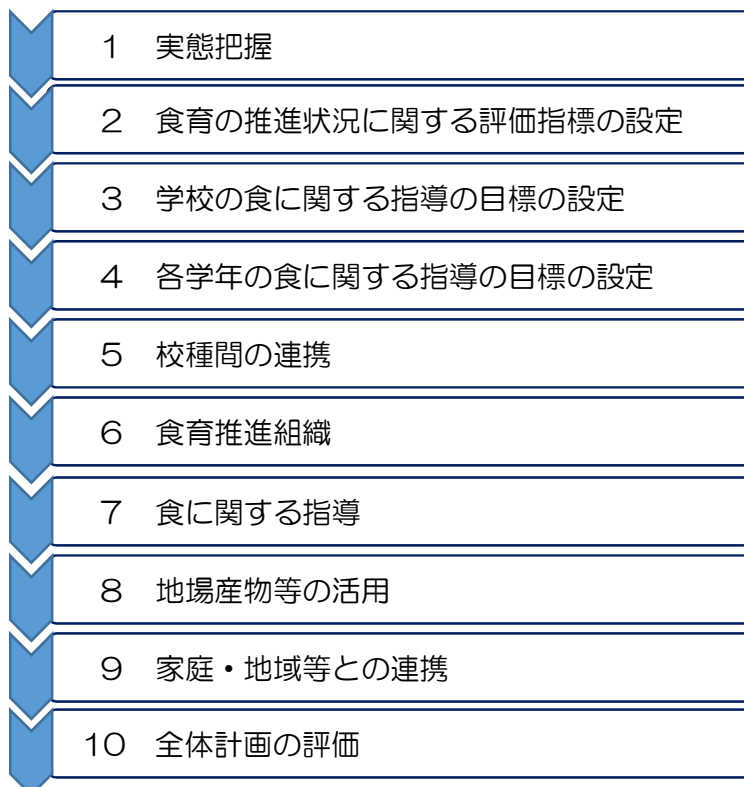 1 実態把握
2 食育の推進状況に関する評価指標の設定
3 学校の食に関する指導の目標の設定
4 各学年の食に関する指導の目標の設定
5 校種間の連携
6 食育推進組織
7 食に関する指導
8 地場産物等の活用
9 家庭・地域等との連携
10 全体計画の評価